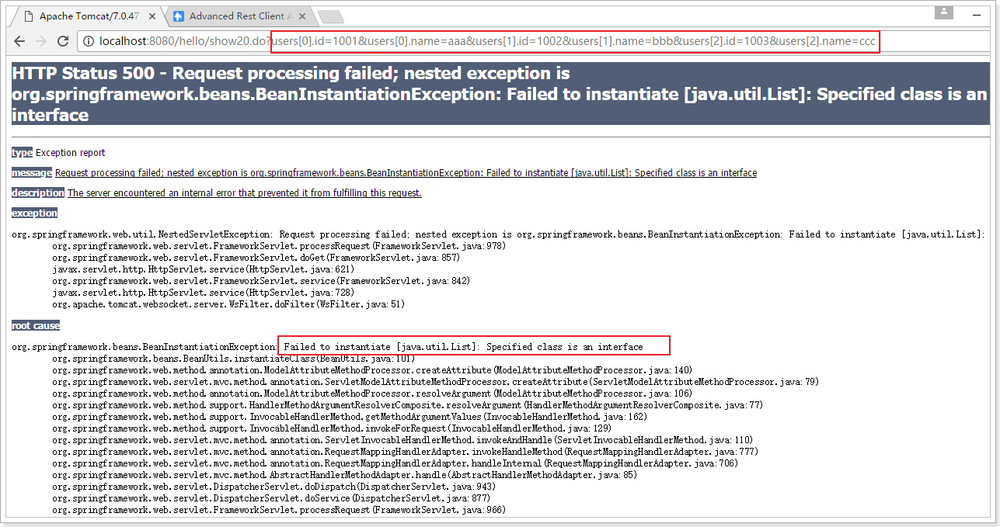 Apache Tomcat/7.0.47
Advanced Rest Client A
localhost:8080/hello/show20.do?users[0].id=1001&users[0].name=aaa&users[1].id=1002&users[1].name=bbb&users[2].id=1003&users[2].name=ccc
HTTP Status 500 - Request processing failed; nested exception is
org.springframework.beans.BeanInstantiationException: Failed to instantiate [java.util.List]: Specified class is an
interface
type Exception report
message Request processing failed; nested exception is org.springframework.beans.BeanInstantiationException: Failed to instantiate [java.util.List]: Specified class is an interface
description The server encountered an internal error that prevented it from fulfilling this request.
exception
org.springframework.web.util.NestedServletException: Request processing failed; nested exception is org.springframework.beans.BeanInstantiationException: Failed to instantiate [java.util.List]:
org.springframework.web.servlet.FrameworkServlet.processRequest(FrameworkServlet.java:978)
org.springframework.web.servlet.FrameworkServlet.doGet(FrameworkServlet.java:857)
javax.servlet.http.HttpServlet.service(HttpServlet.java:621)
org.springframework.web.servlet.FrameworkServlet.service(FrameworkServlet.java:842)
javax.servlet.http.HttpServlet.service(HttpServlet.java:728)
org.apache.tomcat.websocket.server.WsFilter.doFilter(WsFilter.java:51)
root cause
org.springframework.beans.BeanInstantiationException: Failed to instantiate [java.util.List]: Specified class is an interface
org.springframework.beans.BeanUtils.instantiateClass(BeanUtils.java:101)
org.springframework.web.method.annotation.ModelAttributeMethodProcessor.createAttribute(ModelAttributeMethodProcessor.java:140)
org.springframework.web.servlet.mvc.method.annotation.ServletModelAttributeMethodProcessor.createAttribute(ServletModelAttributeMethodProcessor.java:79)
org.springframework.web.method.annotation.ModelAttributeMethodProcessor.resolveArgument(ModelAttributeMethodProcessor.java:106)
org.springframework.web.method.support.HandlerMethodArgumentResolverComposite.resolveArgument(HandlerMethodArgumentResolverComposite.java:77)
org.springframework.web.method.support.InvocableHandlerMethod.getMethodArgumentValues(InvocableHandlerMethod.java:162)
org.springframework.web.method.support.InvocableHandlerMethod.invokeForRequest(InvocableHandlerMethod.java:129)
org.springframework.web.servlet.mvc.method.annotation.ServletInvocableHandlerMethod.invokeAndHandle(ServletInvocableHandlerMethod.java:110)
org.springframework.web.servlet.mvc.method.annotation.RequestMappingHandlerAdapter.invokeHandleMethod(RequestMappingHandlerAdapter.java:777)
org.springframework.web.servlet.mvc.method.annotation.RequestMappingHandlerAdapter.handleInternal(RequestMappingHandlerAdapter.java:706)
org.springframework.web.servlet.mvc.method.AbstractHandlerMethodAdapter.handle(AbstractHandlerMethodAdapter.java:85)
org.springframework.web.servlet.DispatcherServlet.doDispatch(DispatcherServlet.java:943)
org.springframework.web.servlet.DispatcherServlet.doService(DispatcherServlet.java:877)
org.springframework.web.servlet.FrameworkServlet.processRequest(FrameworkServlet.java:966)